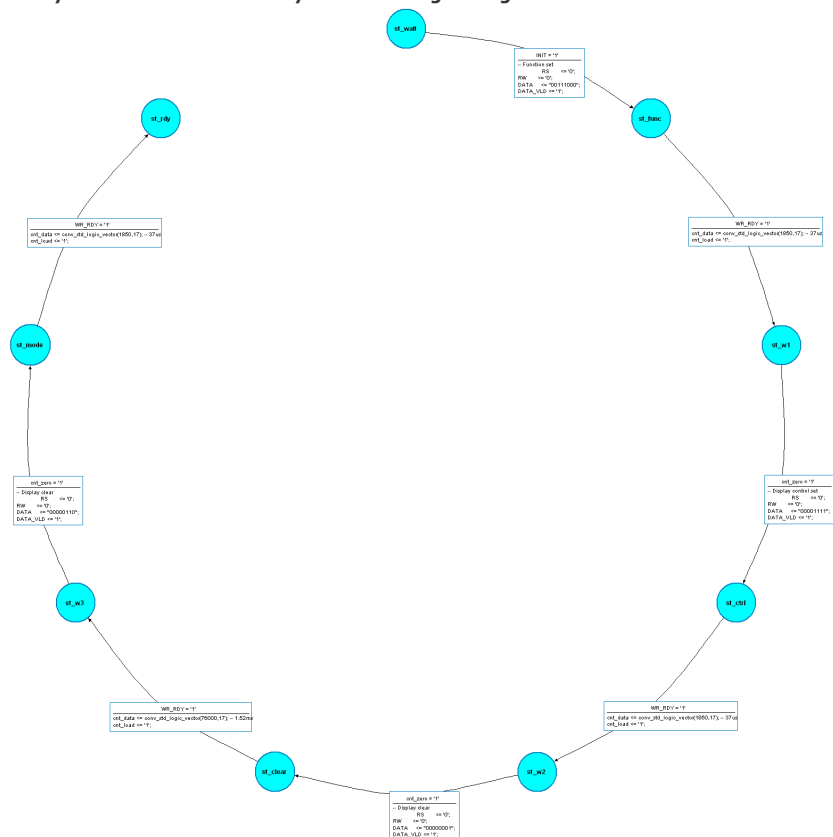 st_wait
INIT = '1'
-- Function set
RS <= '0';
RW <= '0';
DATA <= "00111000";
DATA_VLD <= '1';
st_rdy
st_func
WR_RDY = '1'
cnt_data <= conv_std_logic_vector(1850,17); -- 37us
cnt_load <= '1';
WR_RDY = '1'
cnt_data <= conv_std_logic_vector(1850,17); -- 37us
cnt_load <= '1';
st_mode
st_w1
cnt_zero = '1'
-- Display clear
RS <= '0';
RW <= '0';
DATA <= "00000110";
DATA_VLD <= '1';
cnt_zero = '1'
-- Display control set
RS <= '0';
RW <= '0';
DATA <= "00001111";
DATA_VLD <= '1';
st_w3
st_ctrl
WR_RDY = '1'
cnt_data <= conv_std_logic_vector(76000,17); -- 1.52ms
cnt_load <= '1';
WR_RDY = '1'
cnt_data <= conv_std_logic_vector(1850,17); -- 37us
cnt_load <= '1';
st_clear
st_w2
cnt_zero = '1'
-- Display clear
RS <= '0';
RW <= '0';
DATA <= "00000001";
DATA_VLD <= '1';